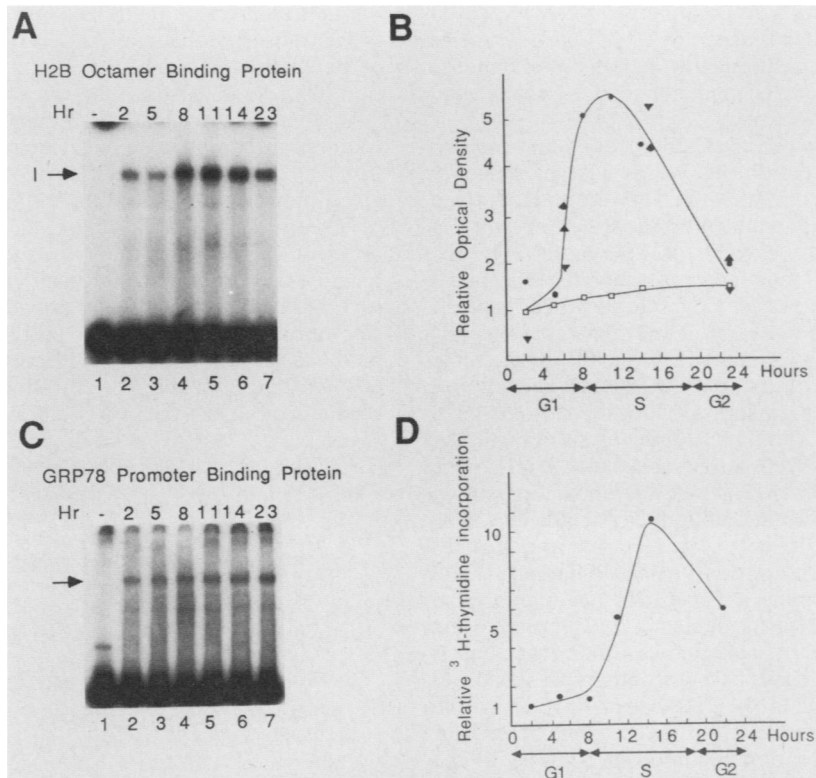 A
H2B Octamer Binding Protein
Hr - 2 5 8 11 14 23
I
1 2 3 4 5 6 7
B
Relative Optical Density
5
4
3
2
1
0 4 8 12 16 20 24 Hours
G1 S G2
C
GRP78 Promoter Binding Protein
Hr - 2 5 8 11 14 23
1 2 3 4 5 6 7
D
Relative ³H-thymidine incorporation
10
5
1
0 4 8 12 16 20 24 Hours
G1 S G2